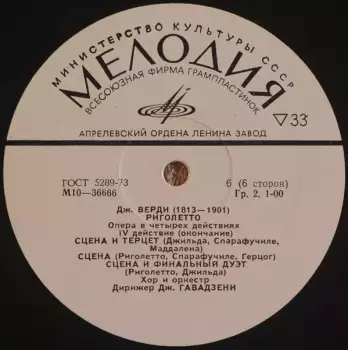 МИНИСТЕРСТВО КУЛЬТУРЫ СССР
МЕЛОДИЯ
ВСЕСОЮЗНАЯ ФИРМА ГРАМПЛАСТИНОК
▽33
АПРЕЛЕВСКИЙ ОРДЕНА ЛЕНИНА ЗАВОД
ГОСТ 5289-73
6 (6 сторон)
М10—36666
Гр. 2. 1-00
Дж. ВЕРДИ (1813—1901)
РИГОЛЕТТО
Опера в четырех действиях
IV действие (окончание)
СЦЕНА И ТЕРЦЕТ (Джильда, Спарафучиле,
Маддалена)
СЦЕНА (Риголетто, Спарафучиле, Герцог)
СЦЕНА И ФИНАЛЬНЫЙ ДУЭТ
(Риголетто, Джильда)
Хор и оркестр
Дирижер Дж. ГАВАДЗЕНИ